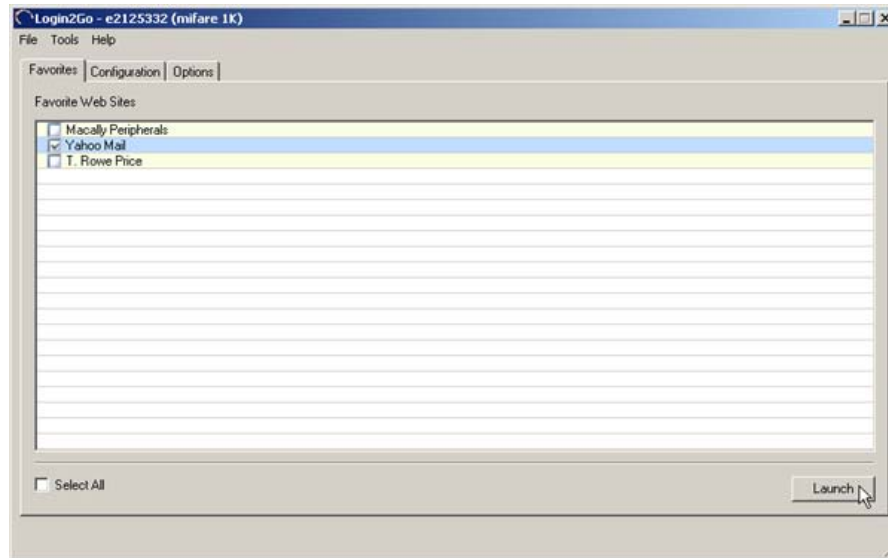 Login2Go - e2125332 (mifare 1K)
File Tools Help
Favorites Configuration Options
Favorite Web Sites
Macally Peripherals
Yahoo Mail
T. Rowe Price
Select All
Launch